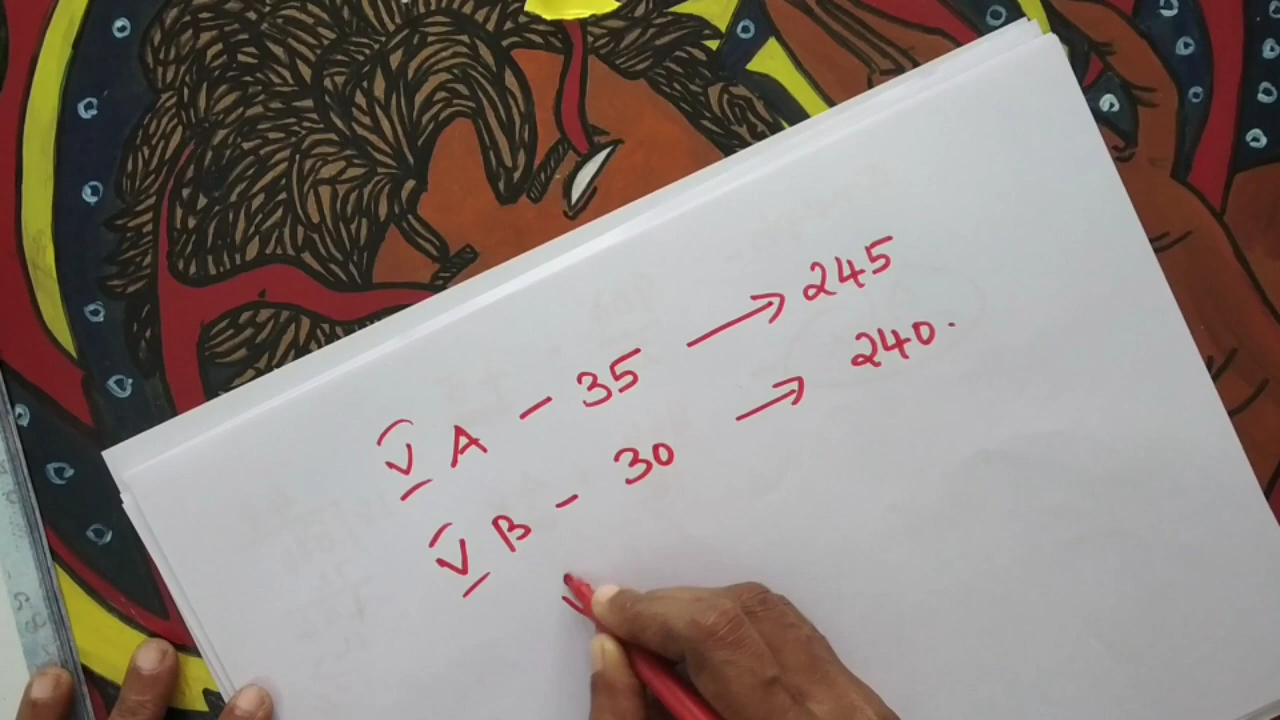 V A - 35 → 245
V B - 30 → 240.